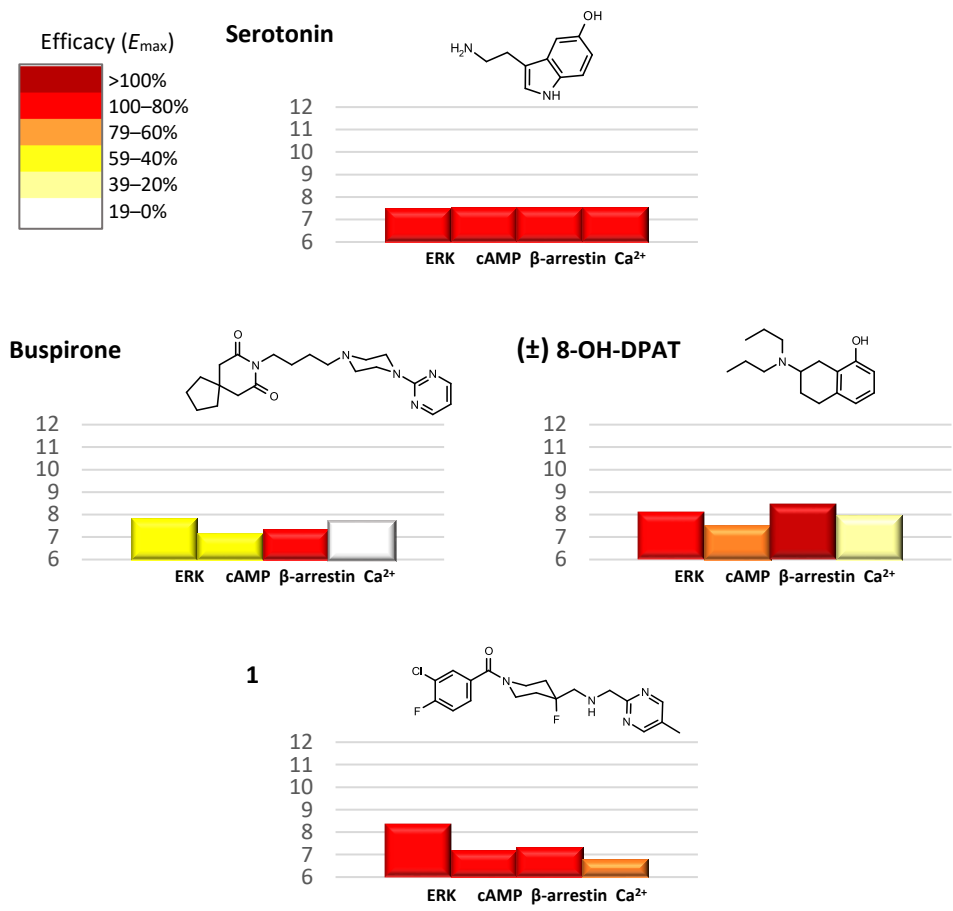 Efficacy (Emax)
>100%
100–80%
79–60%
59–40%
39–20%
19–0%
Serotonin
OH
H2N
NH
12
11
10
9
8
7
6
ERK cAMP β-arrestin Ca2+
Buspirone
O
N
O
N
N
N
N
12
11
10
9
8
7
6
ERK cAMP β-arrestin Ca2+
(±) 8-OH-DPAT
OH
N
12
11
10
9
8
7
6
ERK cAMP β-arrestin Ca2+
1
O
Cl
N
F
F
N
H
N
N
12
11
10
9
8
7
6
ERK cAMP β-arrestin Ca2+